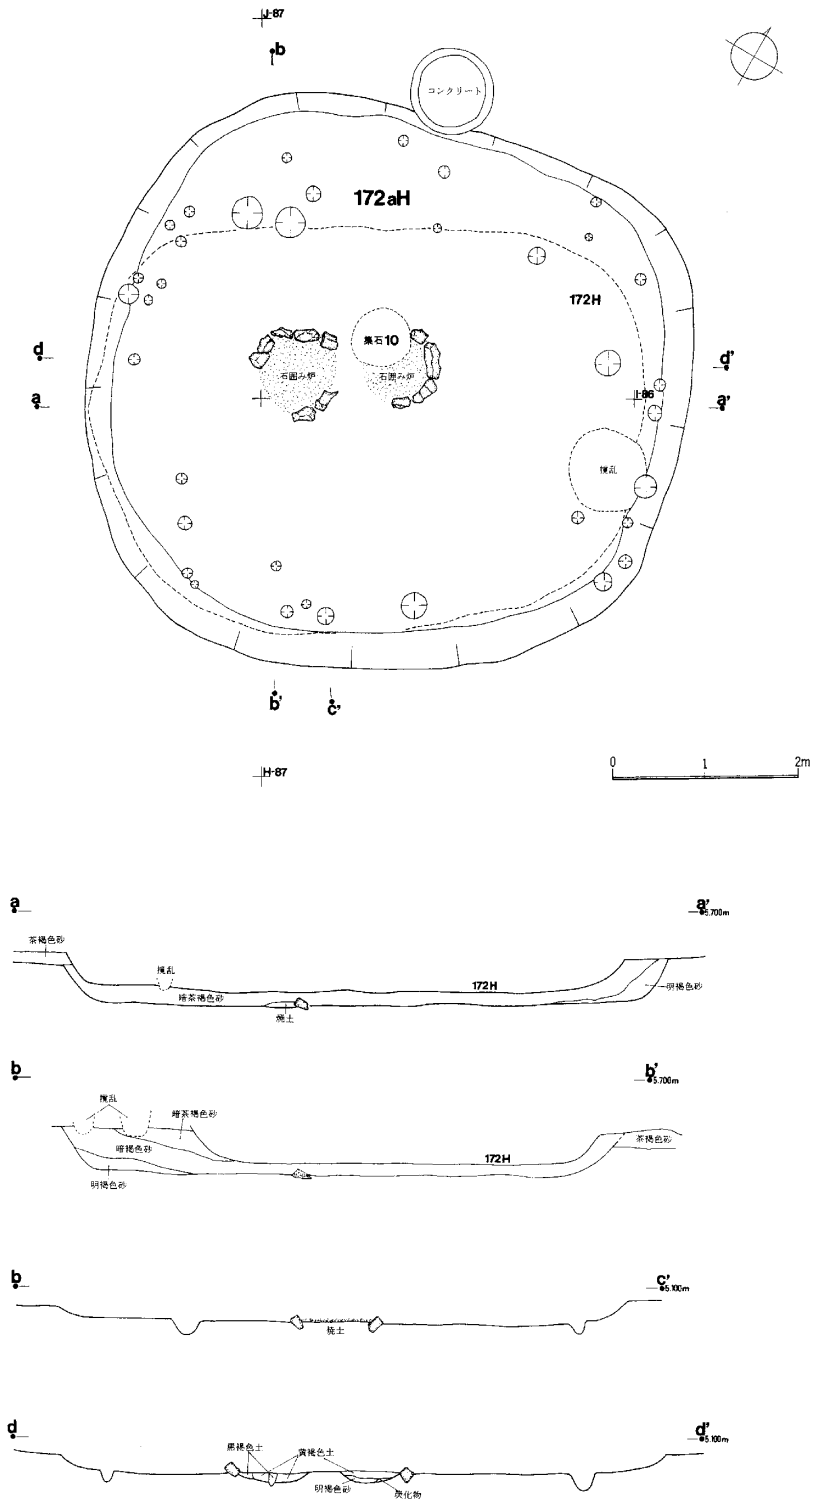 J-87
b
コンクリート
172aH
172H
集石10
d
石囲み炉
石囲み炉
d'
a
I-86
a'
攪乱
b'
c'
H-87
0
1
2m
a
a'
5.700m
茶褐色砂
攪乱
172H
暗茶褐色砂
明褐色砂
焼土
b
b'
5.700m
攪乱
暗茶褐色砂
暗褐色砂
172H
茶褐色砂
明褐色砂
b
c'
5.100m
焼土
d
d'
5.100m
黒褐色土
黄褐色土
明褐色砂
炭化物